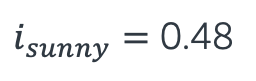 i_sunny = 0.48